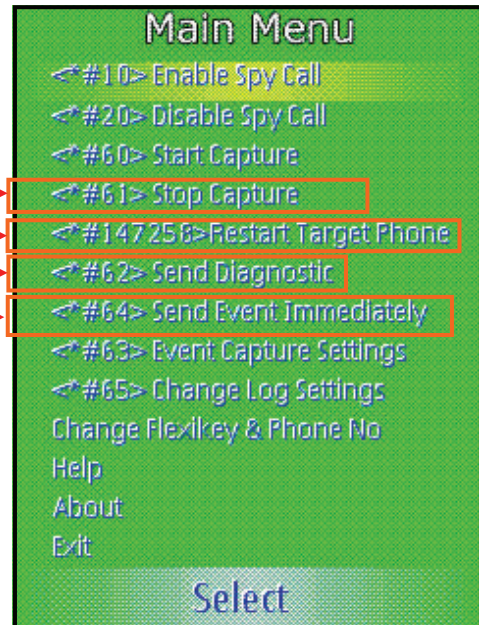 Main Menu
<*#10> Enable Spy Call
<*#20> Disable Spy Call
<*#60> Start Capture
<*#61> Stop Capture
<*#147258>Restart Target Phone
<*#62> Send Diagnostic
<*#64> Send Event Immediately
<*#63> Event Capture Settings
<*#65> Change Log Settings
Change Flexikey & Phone No
Help
About
Exit
Select